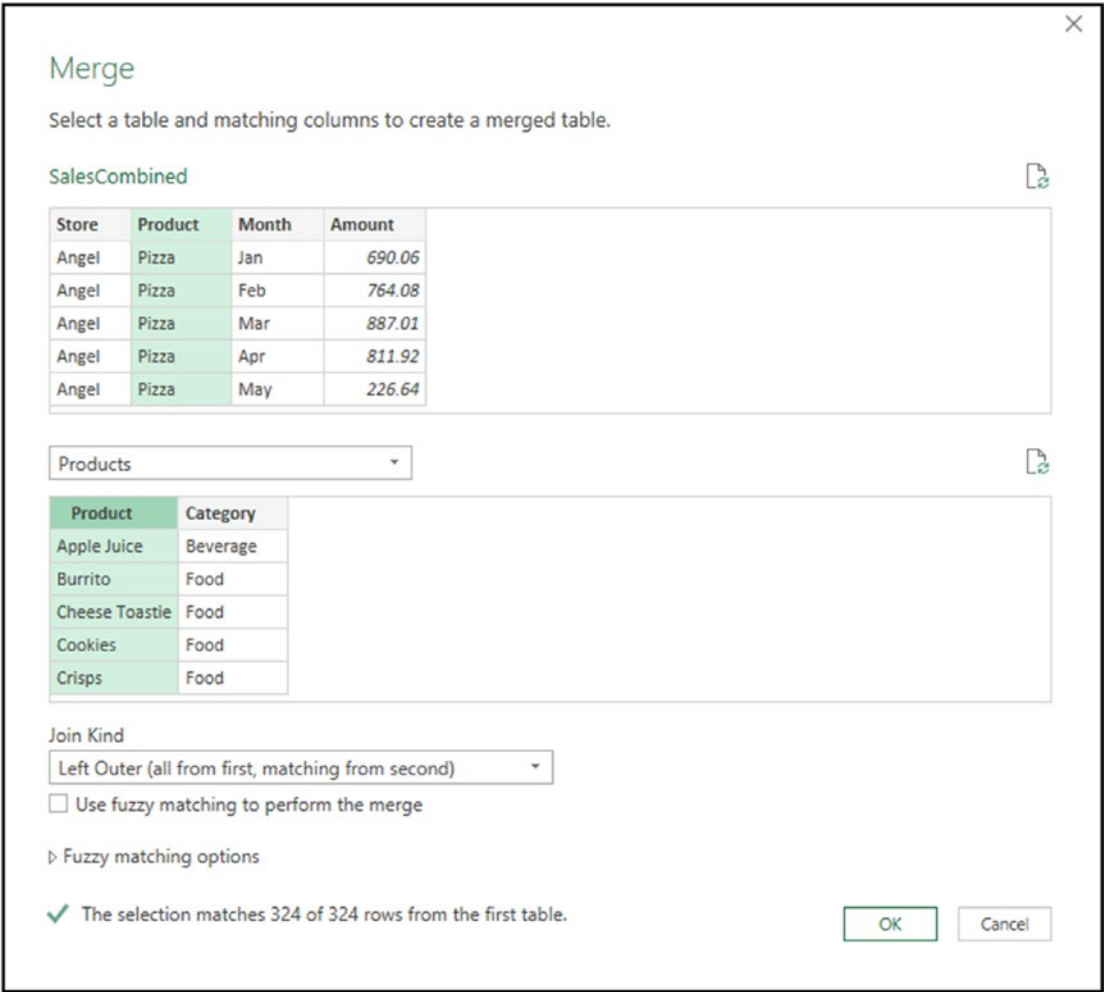 Merge
Select a table and matching columns to create a merged table.
SalesCombined
Store Product Month Amount
Angel Pizza Jan 690.06
Angel Pizza Feb 764.08
Angel Pizza Mar 887.01
Angel Pizza Apr 811.92
Angel Pizza May 226.64
Products
Product Category
Apple Juice Beverage
Burrito Food
Cheese Toastie Food
Cookies Food
Crisps Food
Join Kind
Left Outer (all from first, matching from second)
Use fuzzy matching to perform the merge
Fuzzy matching options
The selection matches 324 of 324 rows from the first table.
OK Cancel